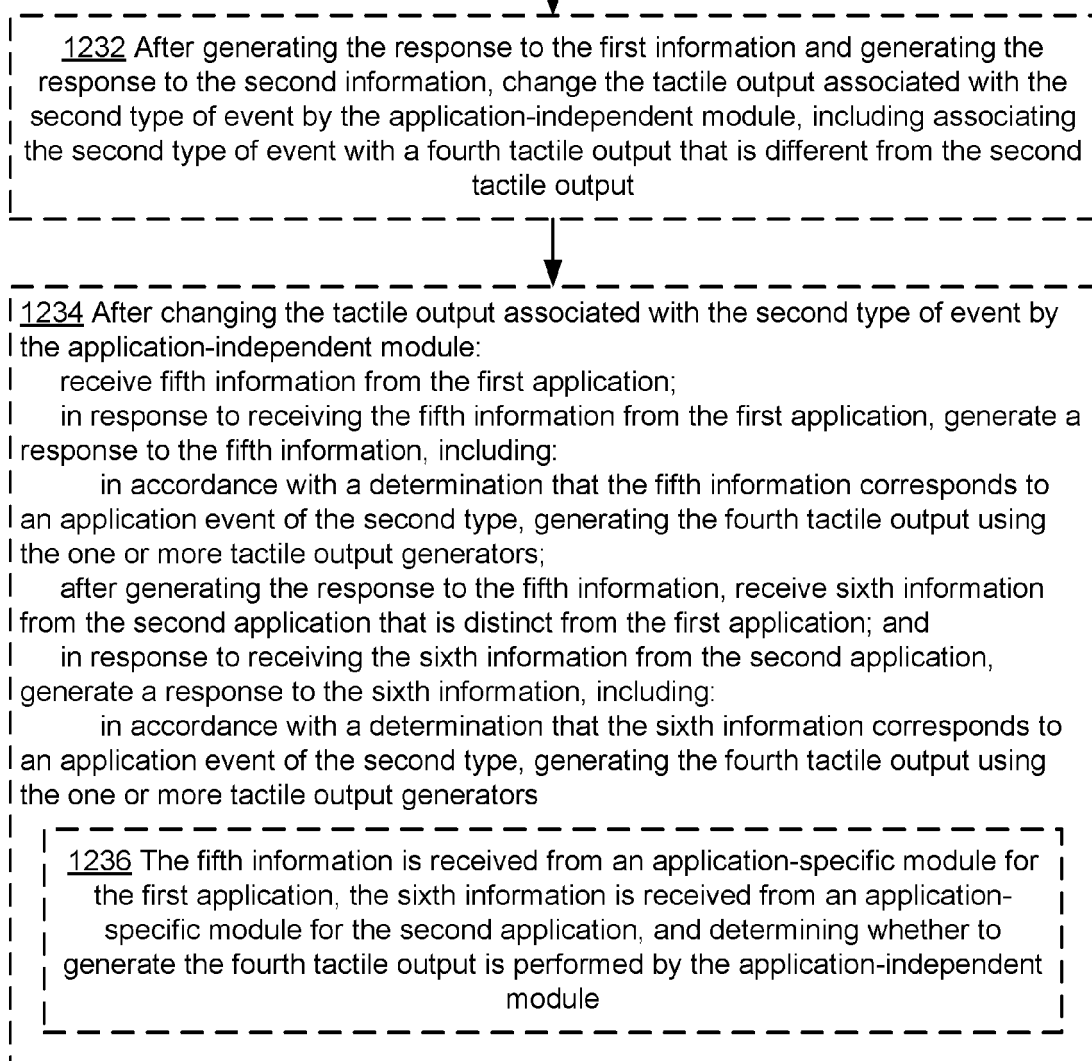 1232 After generating the response to the first information and generating the
response to the second information, change the tactile output associated with the
second type of event by the application-independent module, including associating
the second type of event with a fourth tactile output that is different from the second
tactile output
1234 After changing the tactile output associated with the second type of event by
the application-independent module:
receive fifth information from the first application;
in response to receiving the fifth information from the first application, generate a
response to the fifth information, including:
in accordance with a determination that the fifth information corresponds to
an application event of the second type, generating the fourth tactile output using
the one or more tactile output generators;
after generating the response to the fifth information, receive sixth information
from the second application that is distinct from the first application; and
in response to receiving the sixth information from the second application,
generate a response to the sixth information, including:
in accordance with a determination that the sixth information corresponds to
an application event of the second type, generating the fourth tactile output using
the one or more tactile output generators
1236 The fifth information is received from an application-specific module for
the first application, the sixth information is received from an application-
specific module for the second application, and determining whether to
generate the fourth tactile output is performed by the application-independent
module